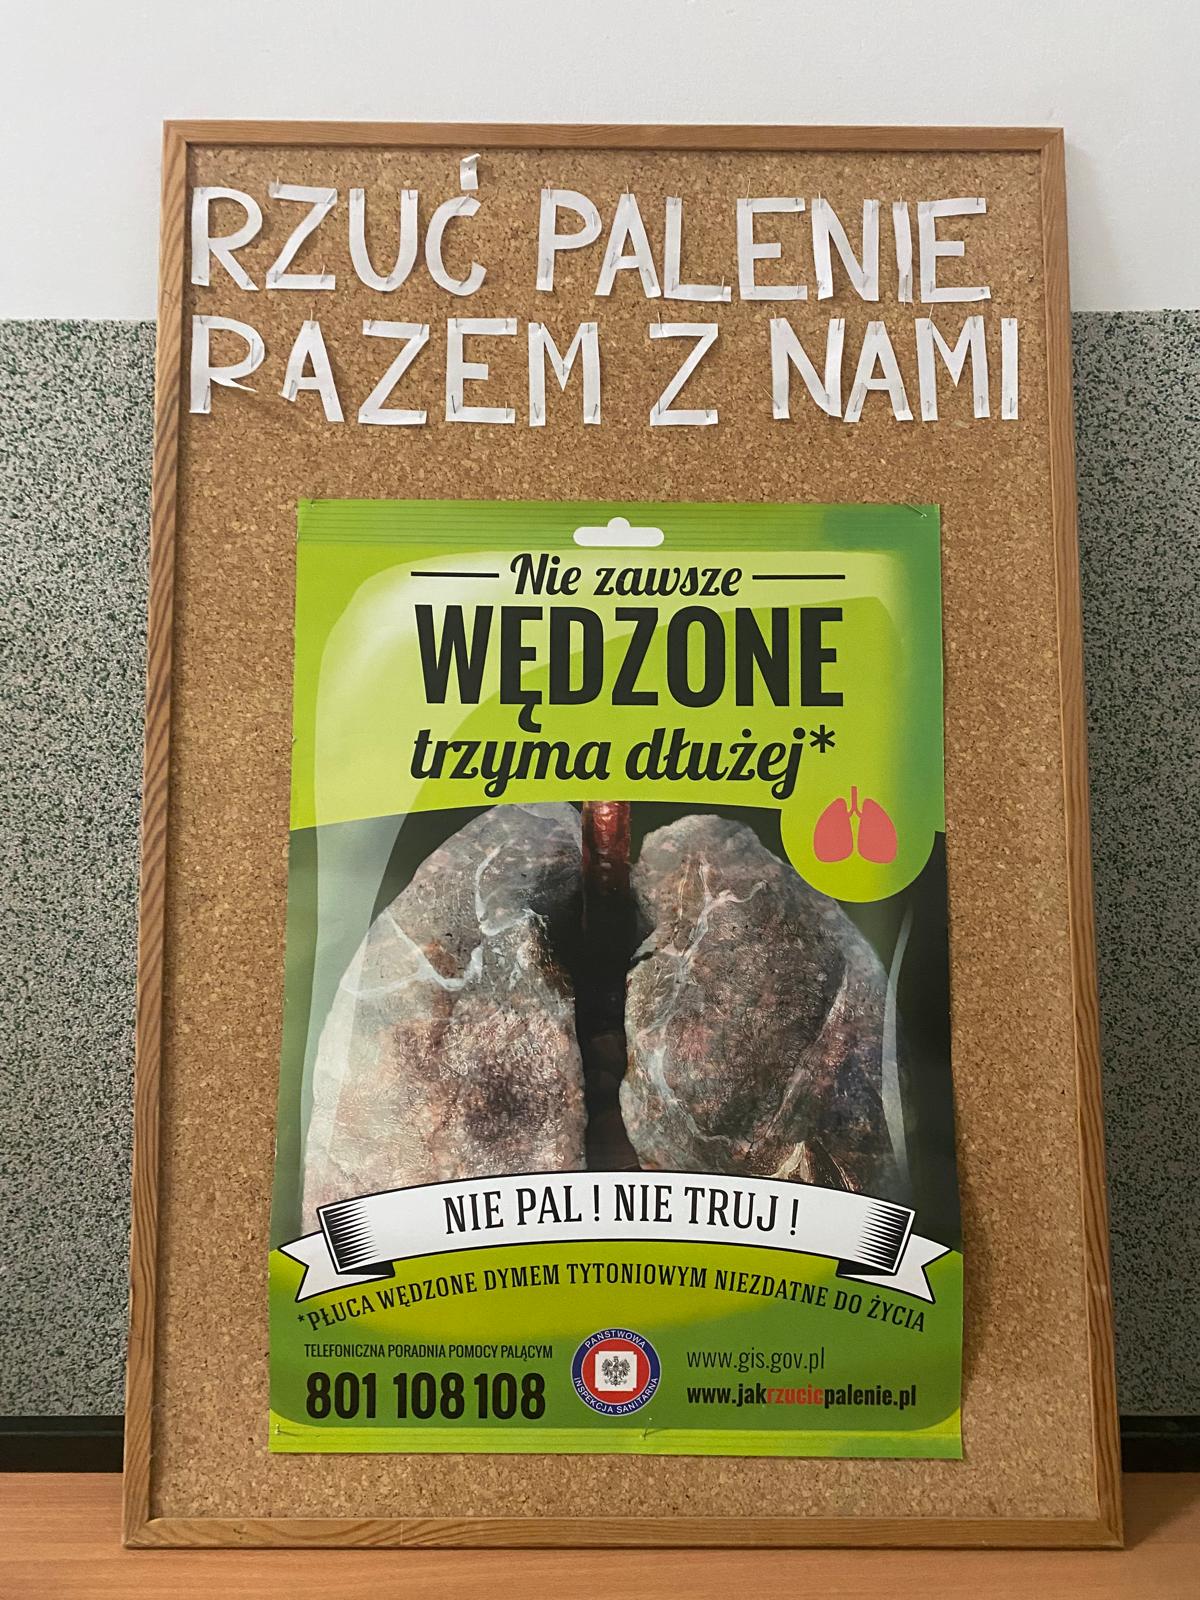 RZUĆ PALENIE
RAZEM Z NAMI
Nie zawsze
WĘDZONE
trzyma dłużej*
NIE PAL! NIE TRUJ!
*PŁUCA WĘDZONE DYMEM TYTONIOWYM NIEZDATNE DO ŻYCIA
TELEFONICZNA PORADNIA POMOCY PALĄCYM
801 108 108
PAŃSTWOWA
INSPEKCJA SANITARNA
www.gis.gov.pl
www.jakrzucicpalenie.pl